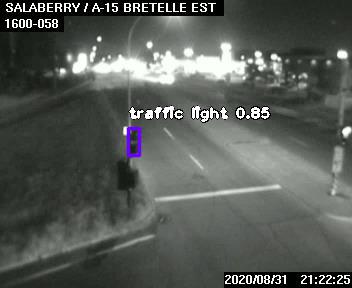 SALABERRY / A-15 BRETELLE EST
1600-058
traffic light 0.85
2020/08/31 21:22:25